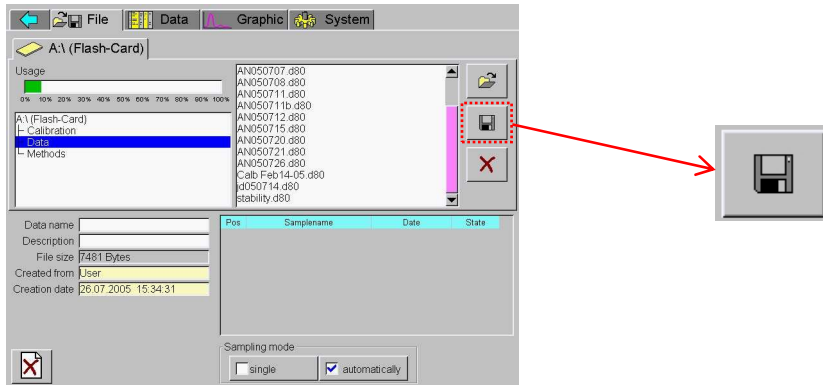 File Data Graphic System
A:\ (Flash-Card)
Usage
0% 10% 20% 30% 40% 50% 60% 70% 80% 90% 100%
A:\ (Flash-Card)
Calibration
Data
Methods
AN050707.d80
AN050708.d80
AN050711.d80
AN050711b.d80
AN050712.d80
AN050715.d80
AN050720.d80
AN050721.d80
AN050726.d80
Calb Feb14-05.d80
jd050714.d80
stability.d80
Data name
Description
File size 7481 Bytes
Created from User
Creation date 26.07.2005 15:34:31
Pos Samplename Date State
Sampling mode
single automatically